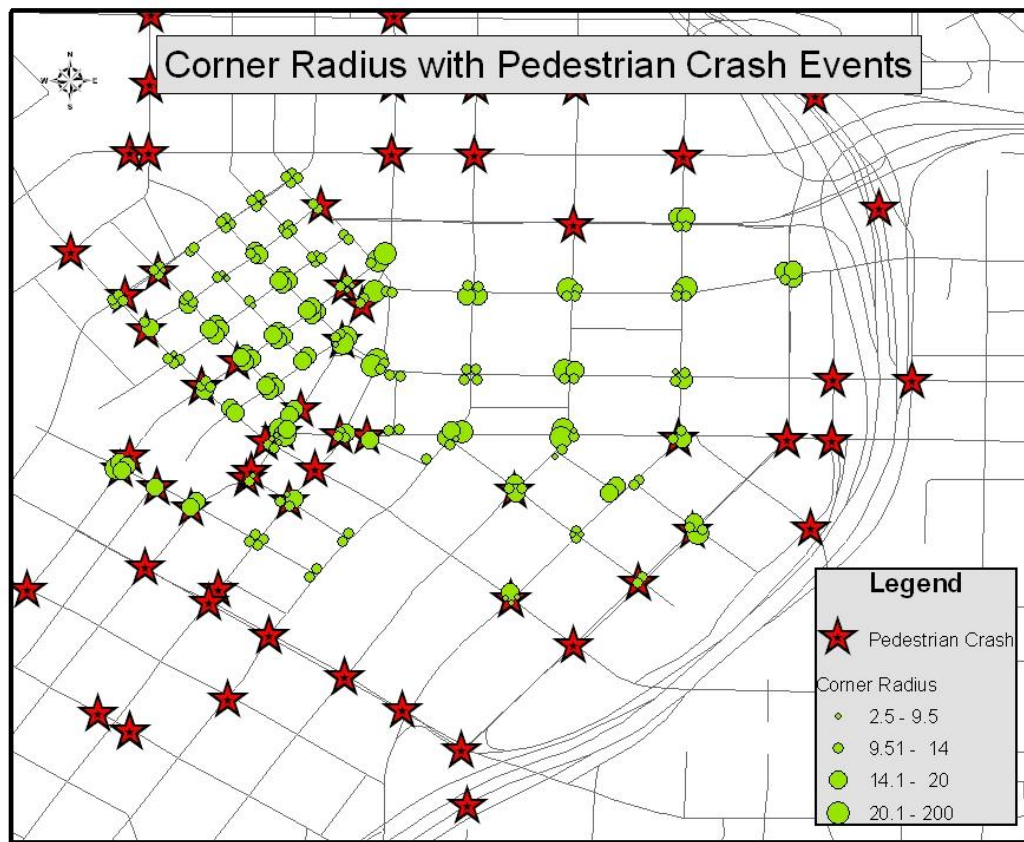 Corner Radius with Pedestrian Crash Events
N
W E
S
Legend
Pedestrian Crash
Corner Radius
2.5 - 9.5
9.51 - 14
14.1 - 20
20.1 - 200